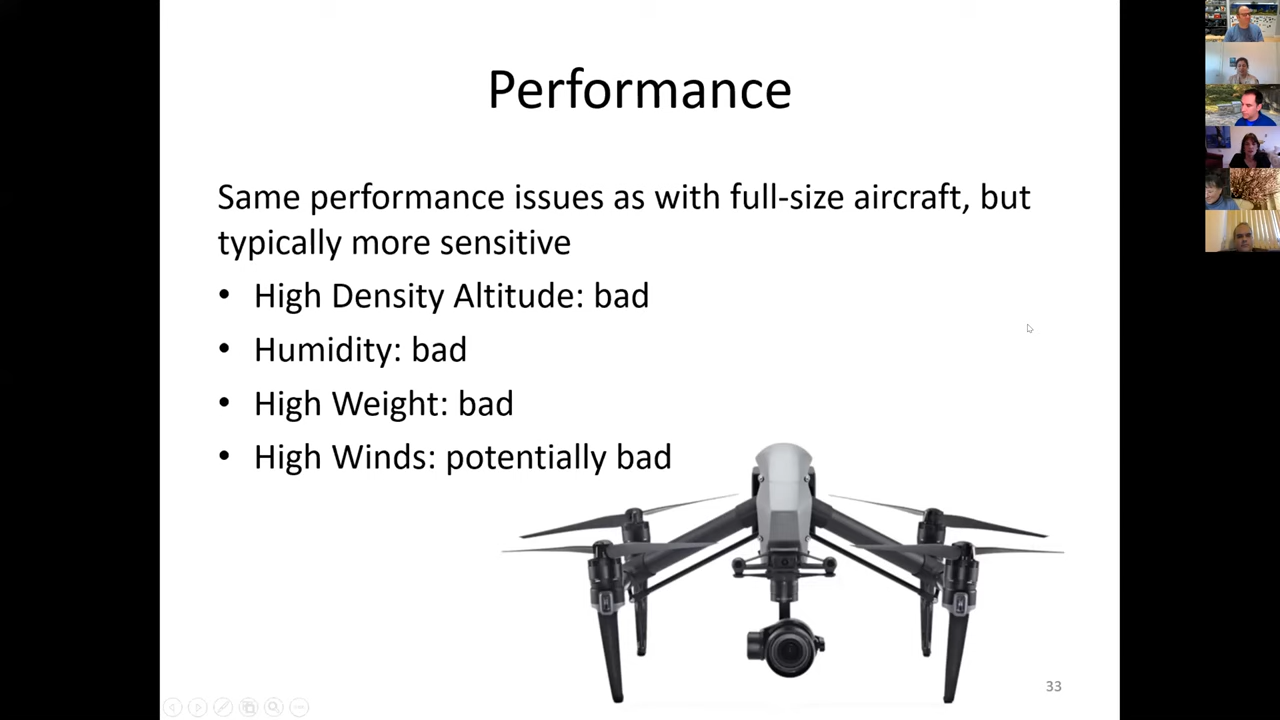 Performance
Same performance issues as with full-size aircraft, but
typically more sensitive
• High Density Altitude: bad
• Humidity: bad
• High Weight: bad
• High Winds: potentially bad
33